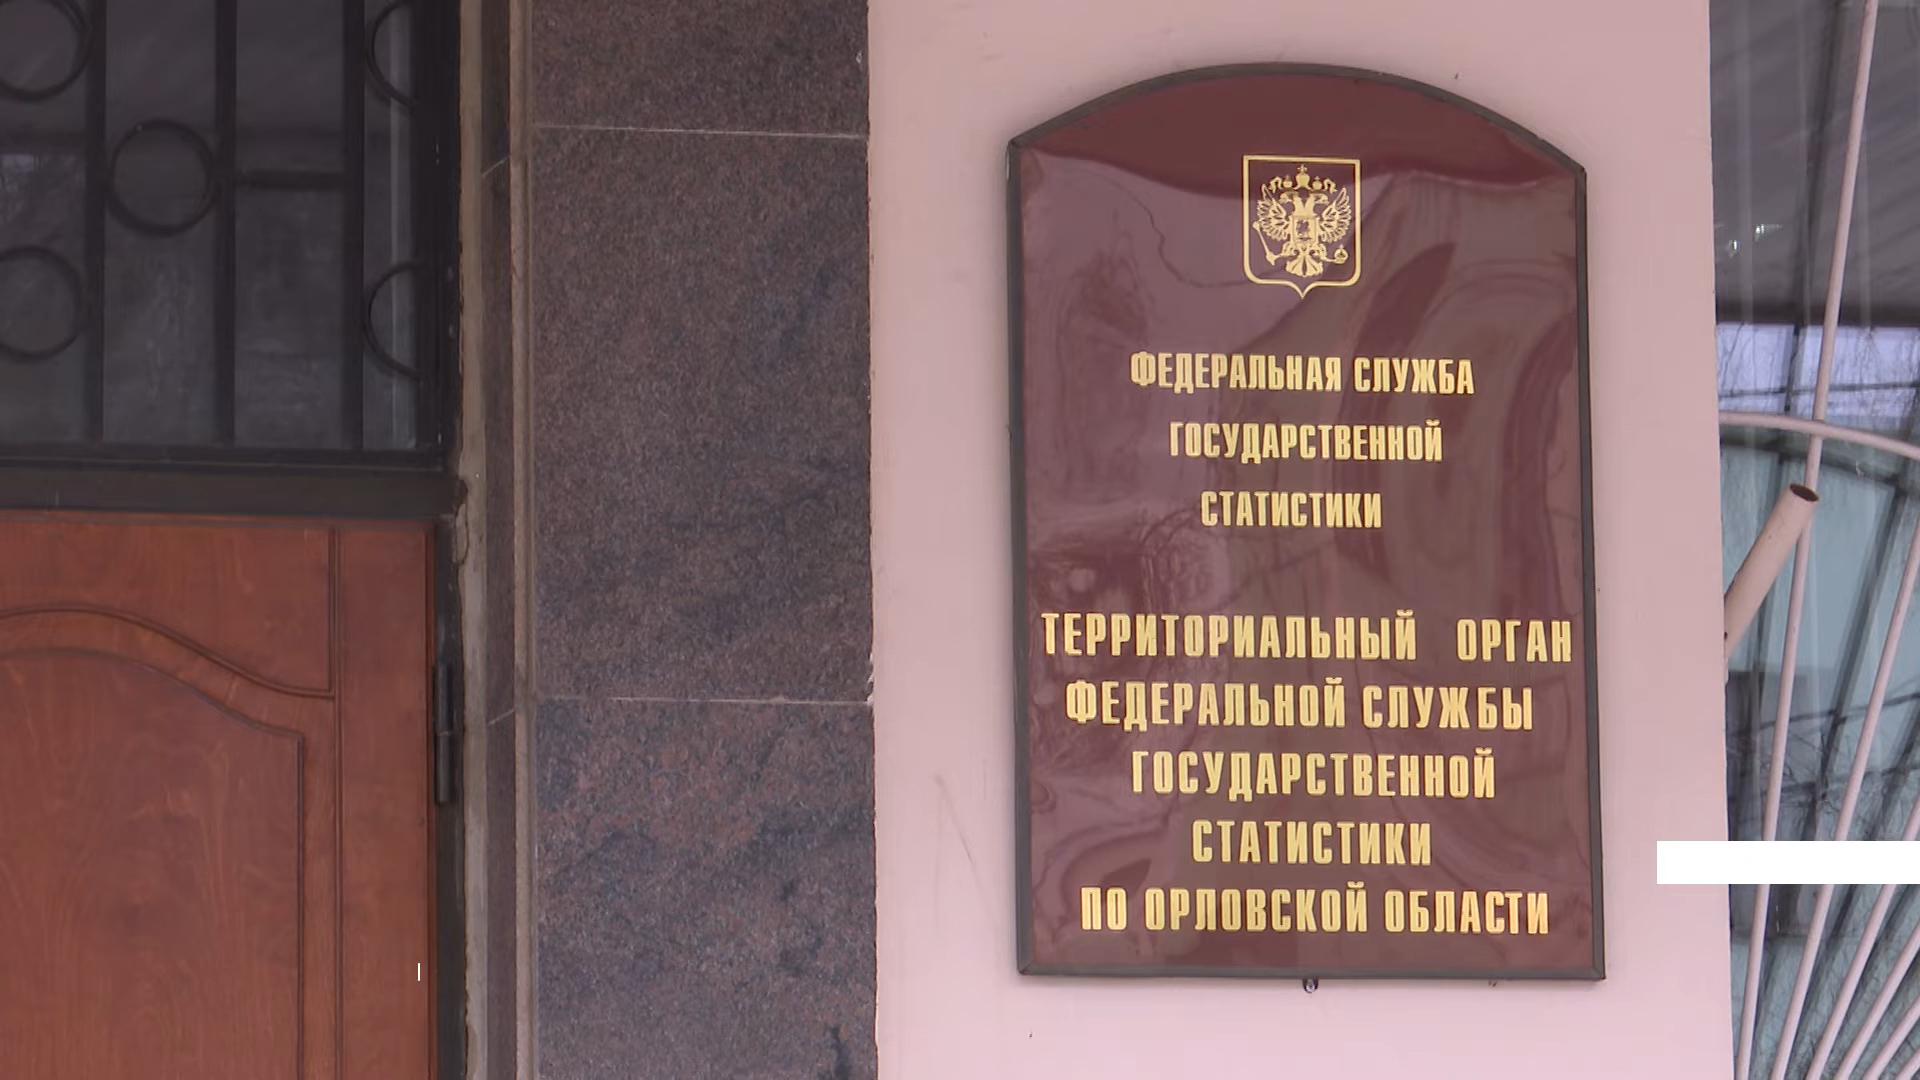 ФЕДЕРАЛЬНАЯ СЛУЖБА
ГОСУДАРСТВЕННОЙ
СТАТИСТИКИ
ТЕРРИТОРИАЛЬНЫЙ ОРГАН
ФЕДЕРАЛЬНОЙ СЛУЖБЫ
ГОСУДАРСТВЕННОЙ
СТАТИСТИКИ
ПО ОРЛОВСКОЙ ОБЛАСТИ